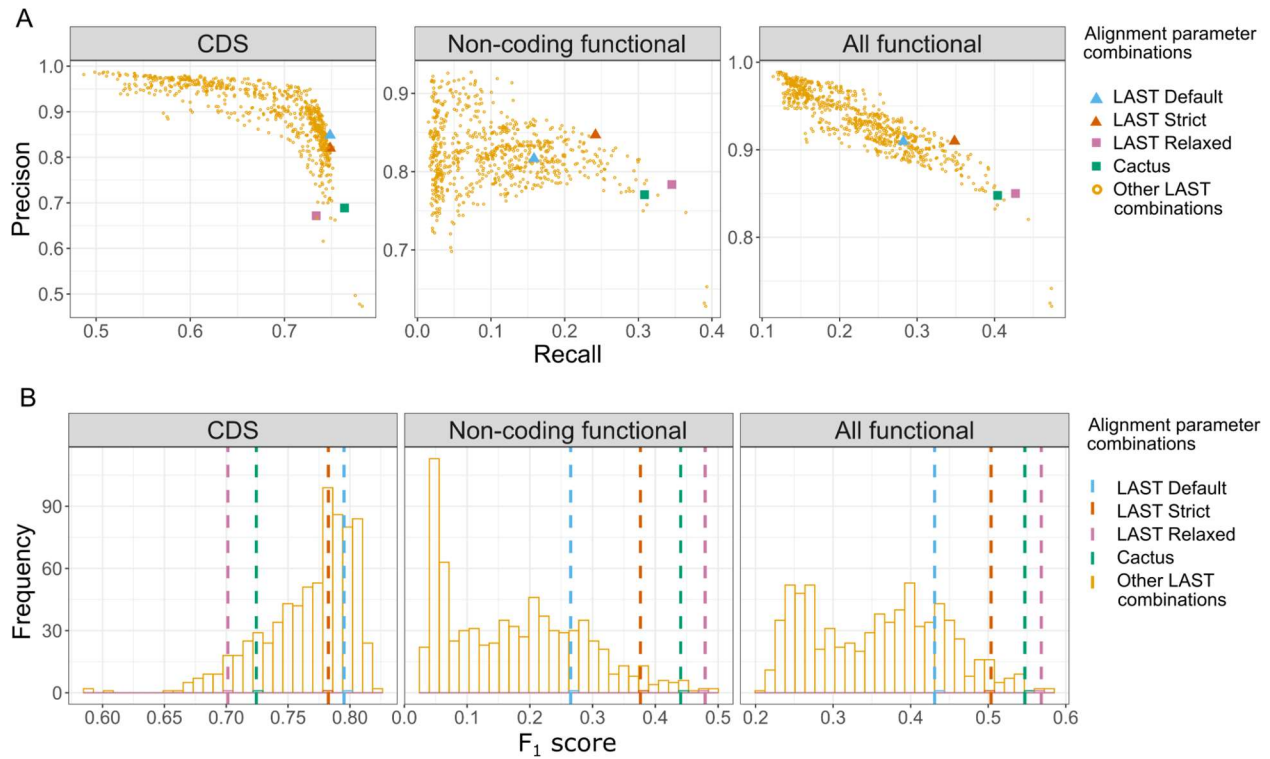 A
CDS
Non-coding functional
All functional
Alignment parameter
combinations
LAST Default
LAST Strict
LAST Relaxed
Cactus
Other LAST
combinations
Precison
1.0
0.9
0.8
0.7
0.6
0.5
0.9
0.8
0.7
1.0
0.9
0.8
0.5 0.6 0.7
0.0 0.1 0.2 0.3 0.4
0.1 0.2 0.3 0.4
Recall
B
CDS
Non-coding functional
All functional
Alignment parameter
combinations
LAST Default
LAST Strict
LAST Relaxed
Cactus
Other LAST
combinations
Frequency
90
60
30
0
0.60 0.65 0.70 0.75 0.80
0.0 0.1 0.2 0.3 0.4 0.5
0.2 0.3 0.4 0.5 0.6
F₁ score